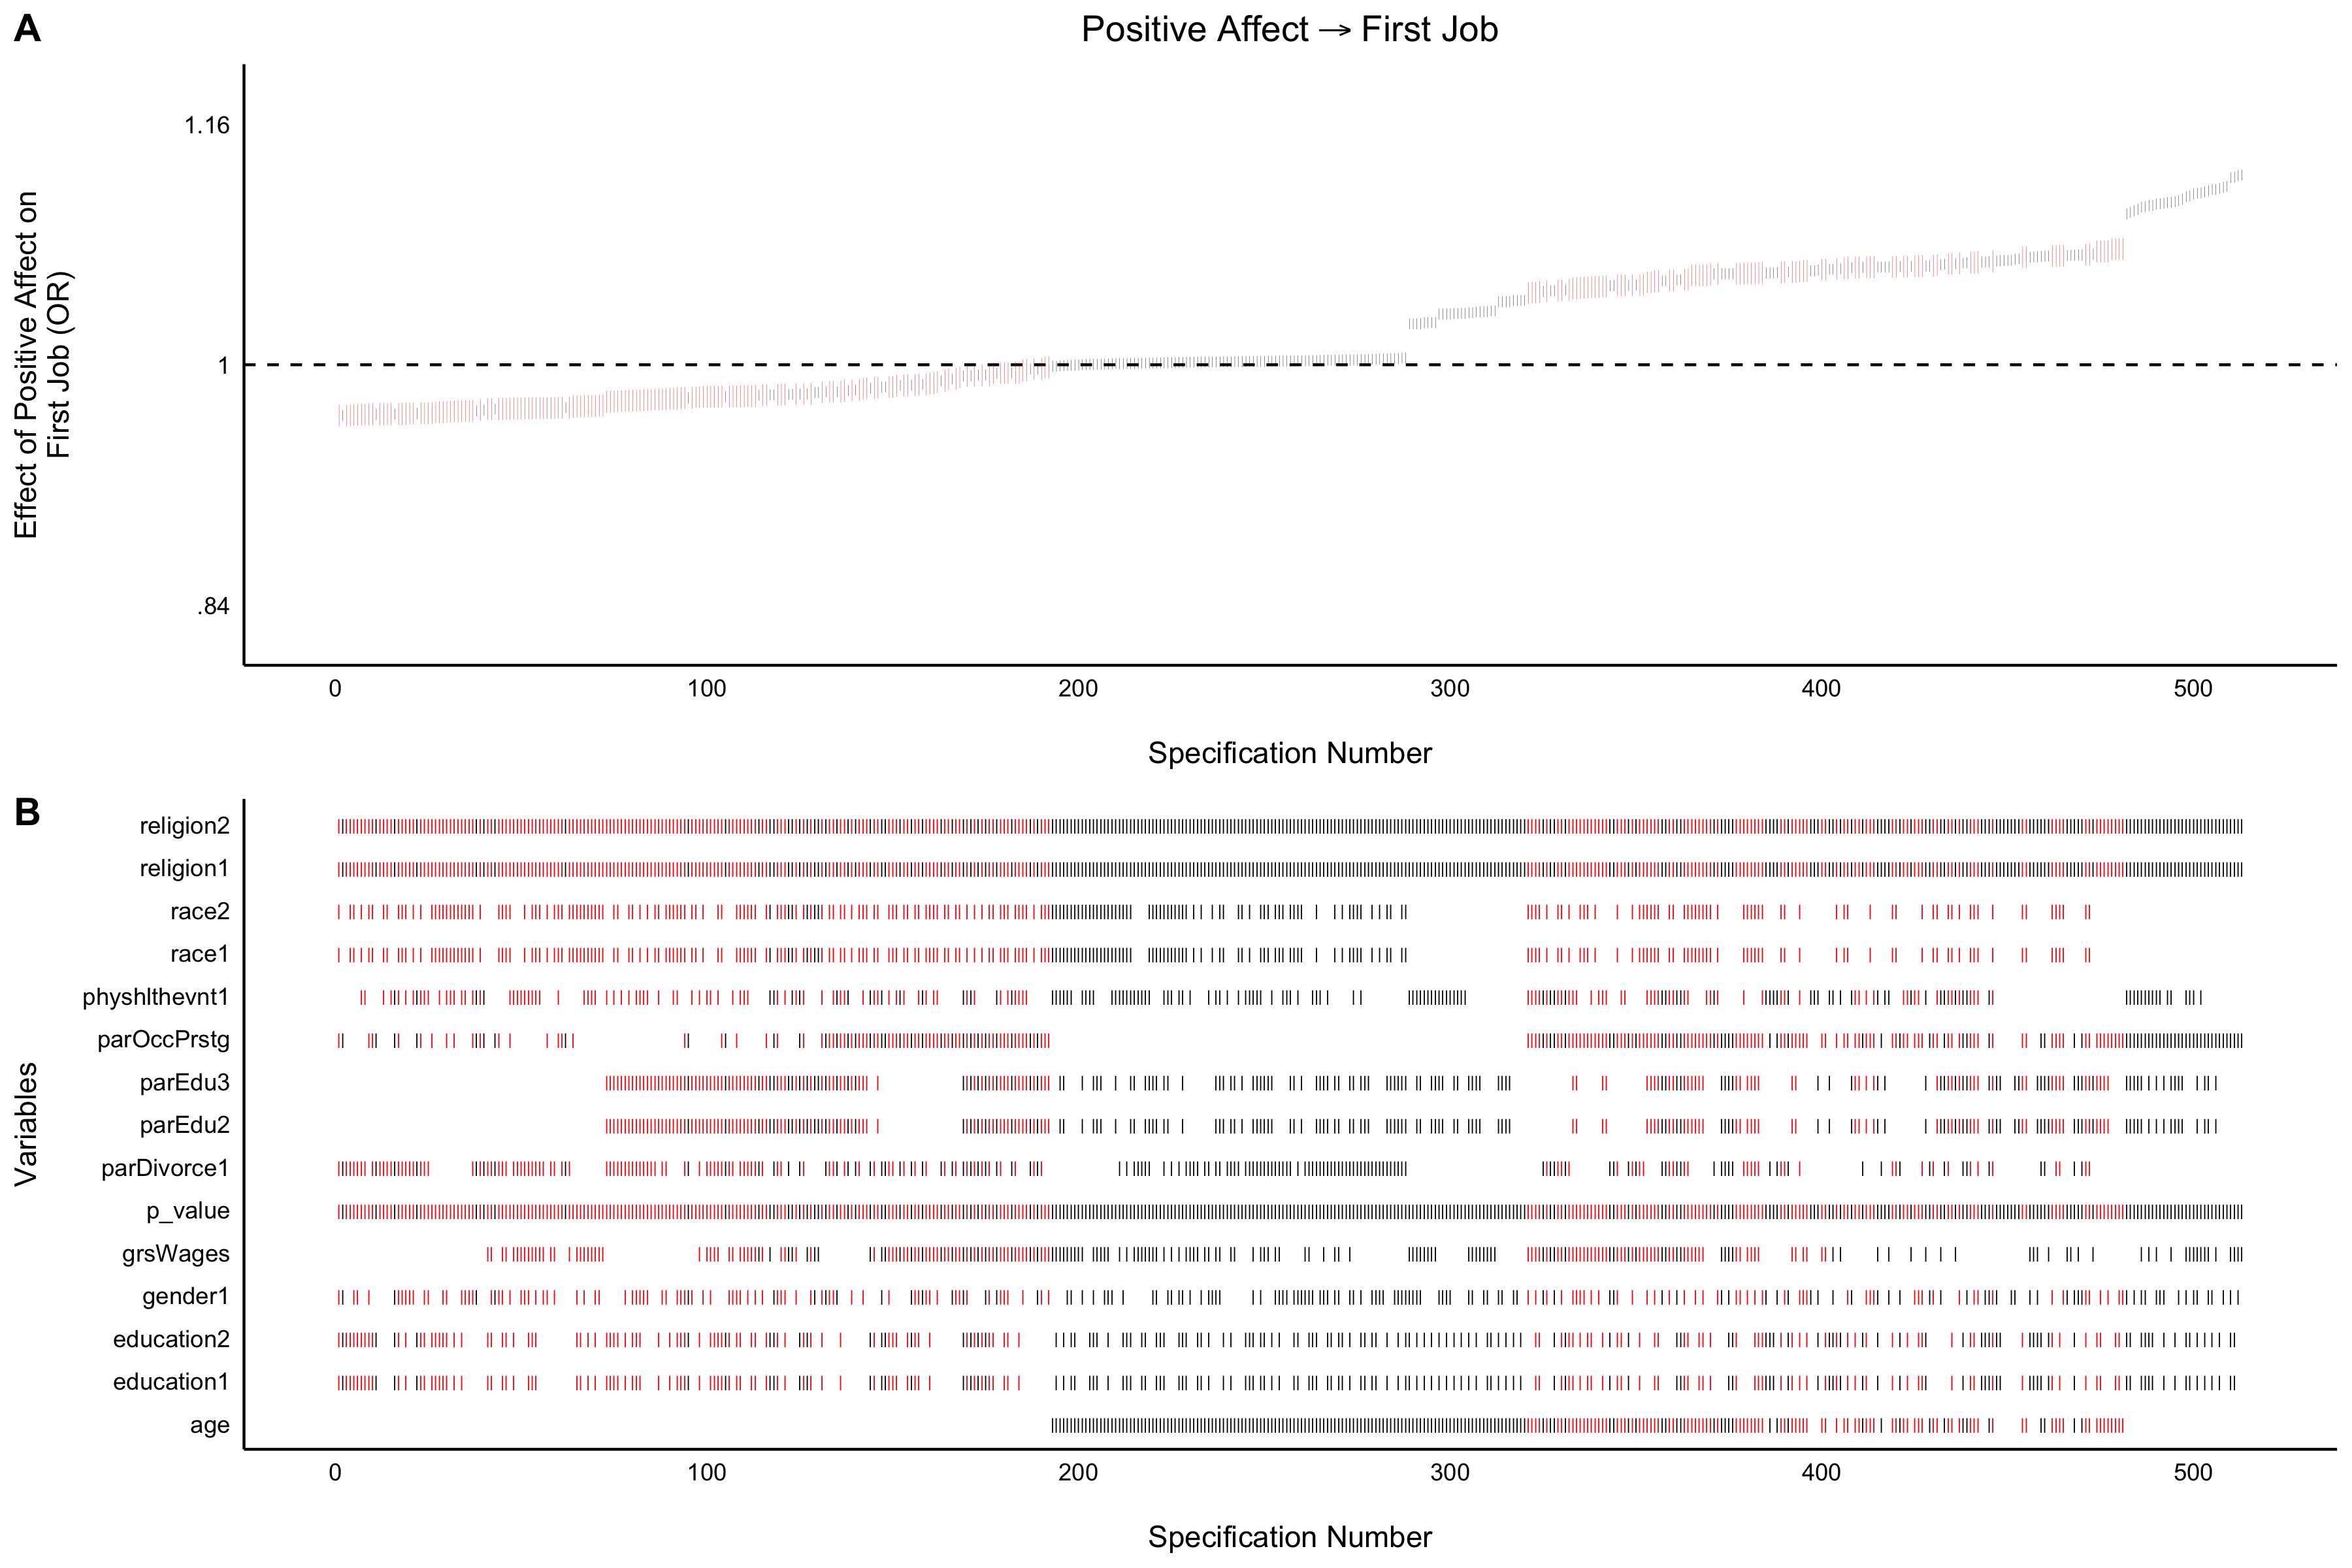 A
Positive Affect → First Job
Effect of Positive Affect on
First Job (OR)
1.16
1
.84
0 100 200 300 400 500
Specification Number
B
Variables
religion2
religion1
race2
race1
physhlthevnt1
parOccPrstg
parEdu3
parEdu2
parDivorce1
p_value
grsWages
gender1
education2
education1
age
0 100 200 300 400 500
Specification Number